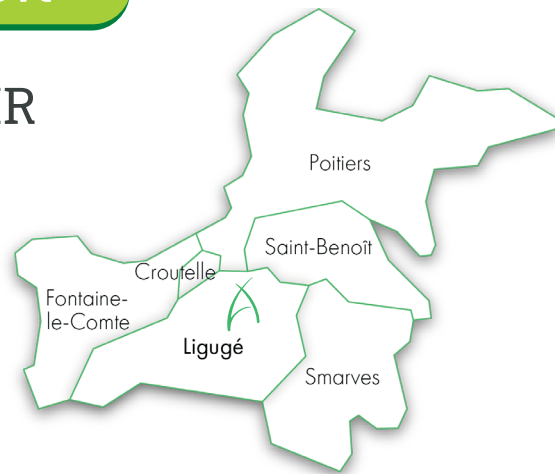 Poitiers
Saint-Benoît
Croutelle
Fontaine-
le-Comte
Ligugé
Smarves